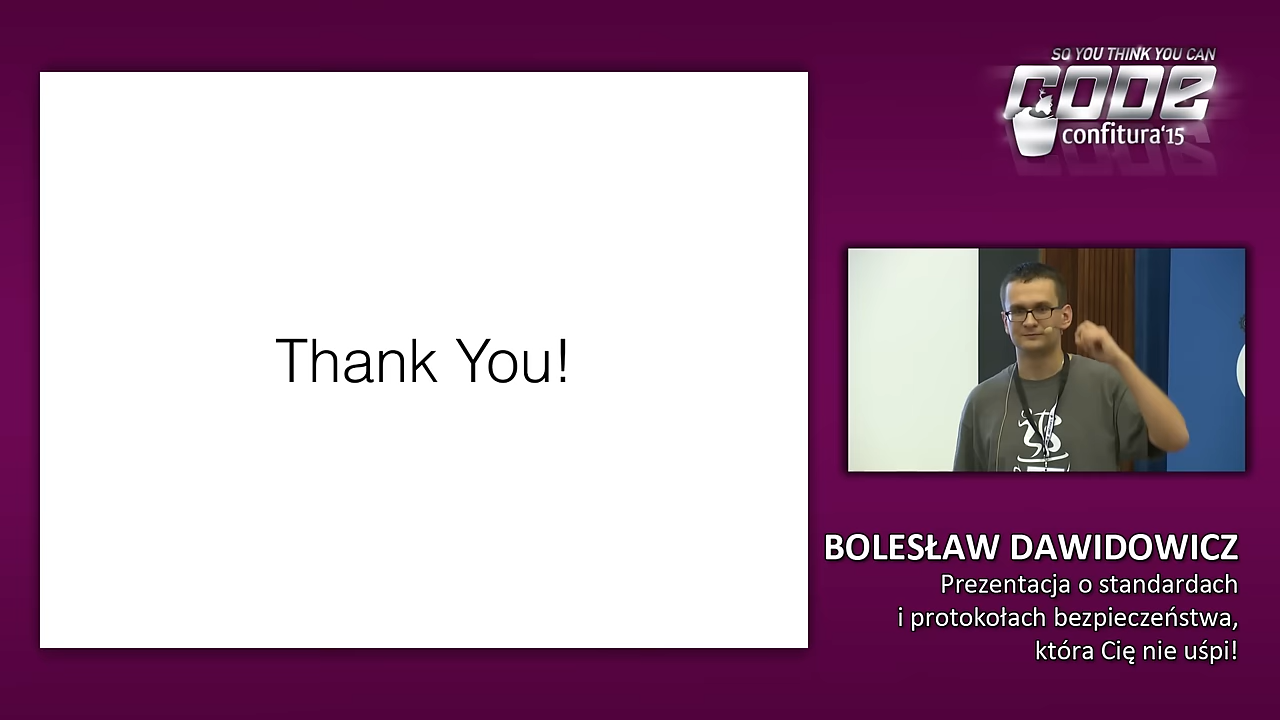 SO YOU THINK YOU CAN
CODE
confitura'15
Thank You!
BOLESŁAW DAWIDOWICZ
Prezentacja o standardach
i protokołach bezpieczeństwa,
która Cię nie uśpi!